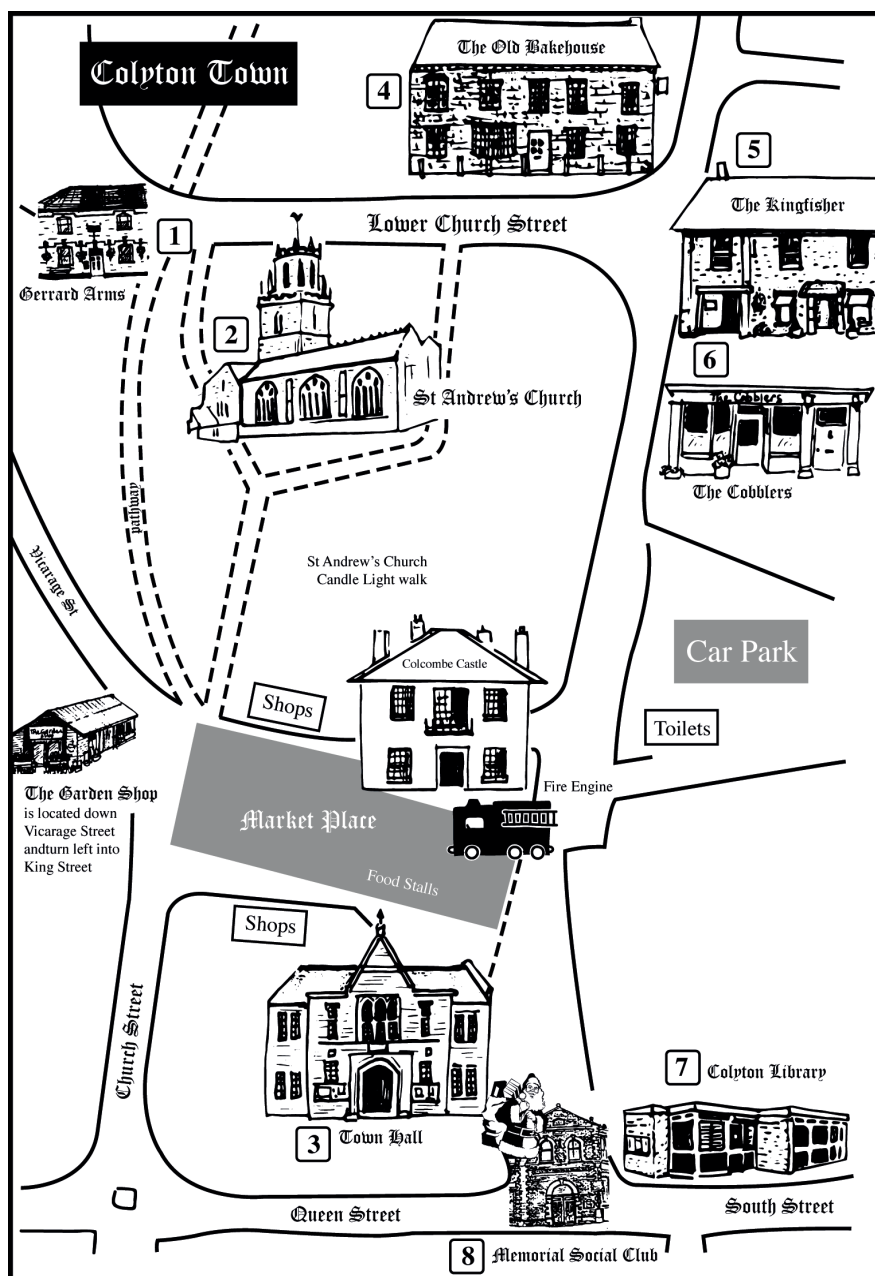 Colyton Town
The Old Bakehouse
4
5
The Kingfisher
Lower Church Street
1
Gerrard Arms
2
St Andrew's Church
6
The Cobblers
The Cobblers
pathway
Vicarage St
St Andrew's Church
Candle Light walk
Car Park
Colcombe Castle
Shops
Toilets
The Garden Shop
is located down
Vicarage Street
andturn left into
King Street
Market Place
Fire Engine
Food Stalls
Shops
Church Street
7
Colyton Library
3
Town Hall
Queen Street
South Street
8
Memorial Social Club